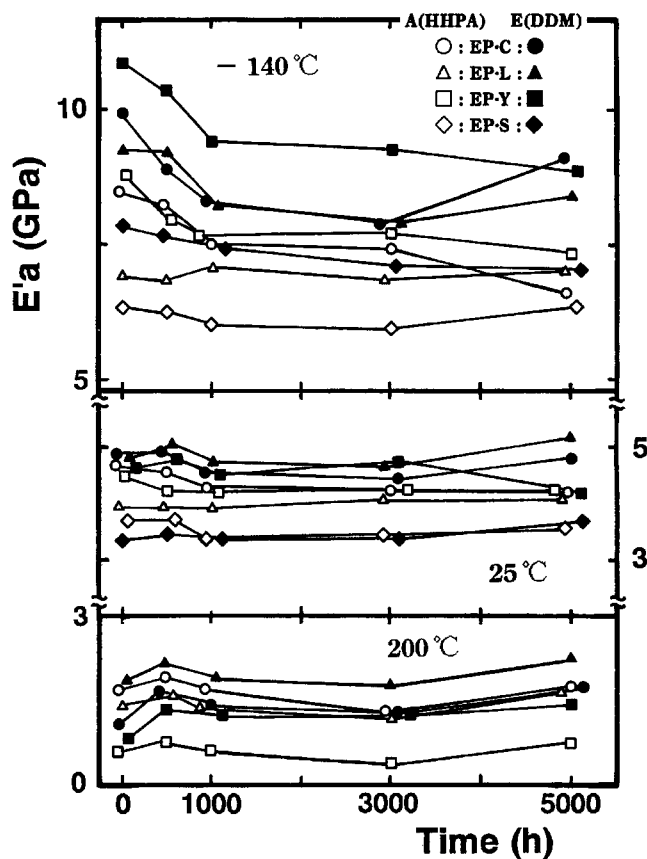 A(HHPA) E(DDM)
○ : EP-C : ●
△ : EP-L : ▲
□ : EP-Y : ■
◇ : EP-S : ◆
− 140 ℃
10
E'a (GPa)
5
5
3
25 ℃
3
200 ℃
0
0 1000 3000 5000
Time (h)